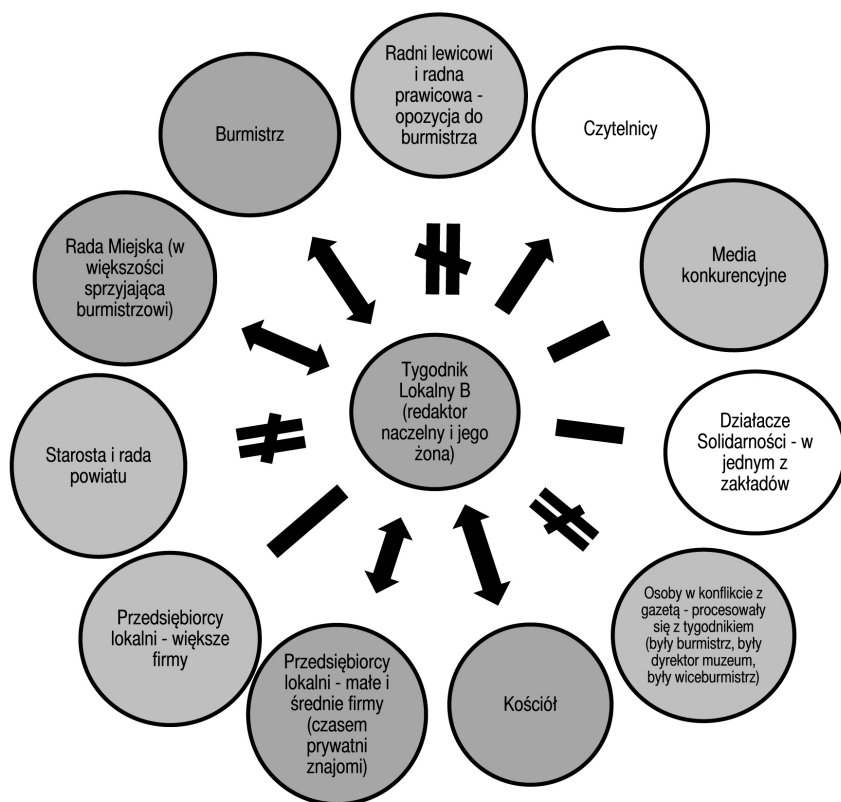 Radni lewicowi
i radna
prawicowa -
opozycja do
burmistrza
Czytelnicy
Media
konkurencyjne
Działacze
Solidarności - w
jednym z
zakładów
Osoby w konflikcie z
gazetą - procesowały
się z tygodnikiem
(były burmistrz, były
dyrektor muzeum,
były wiceburmistrz)
Kościół
Przedsiębiorcy
lokalni - małe i
średnie firmy
(czasem
prywatni
znajomi)
Przedsiębiorcy
lokalni - większe
firmy
Starosta i rada
powiatu
Rada Miejska (w
większości
sprzyjająca
burmistrzowi)
Burmistrz
Tygodnik
Lokalny B
(redaktor
naczelny i jego
żona)